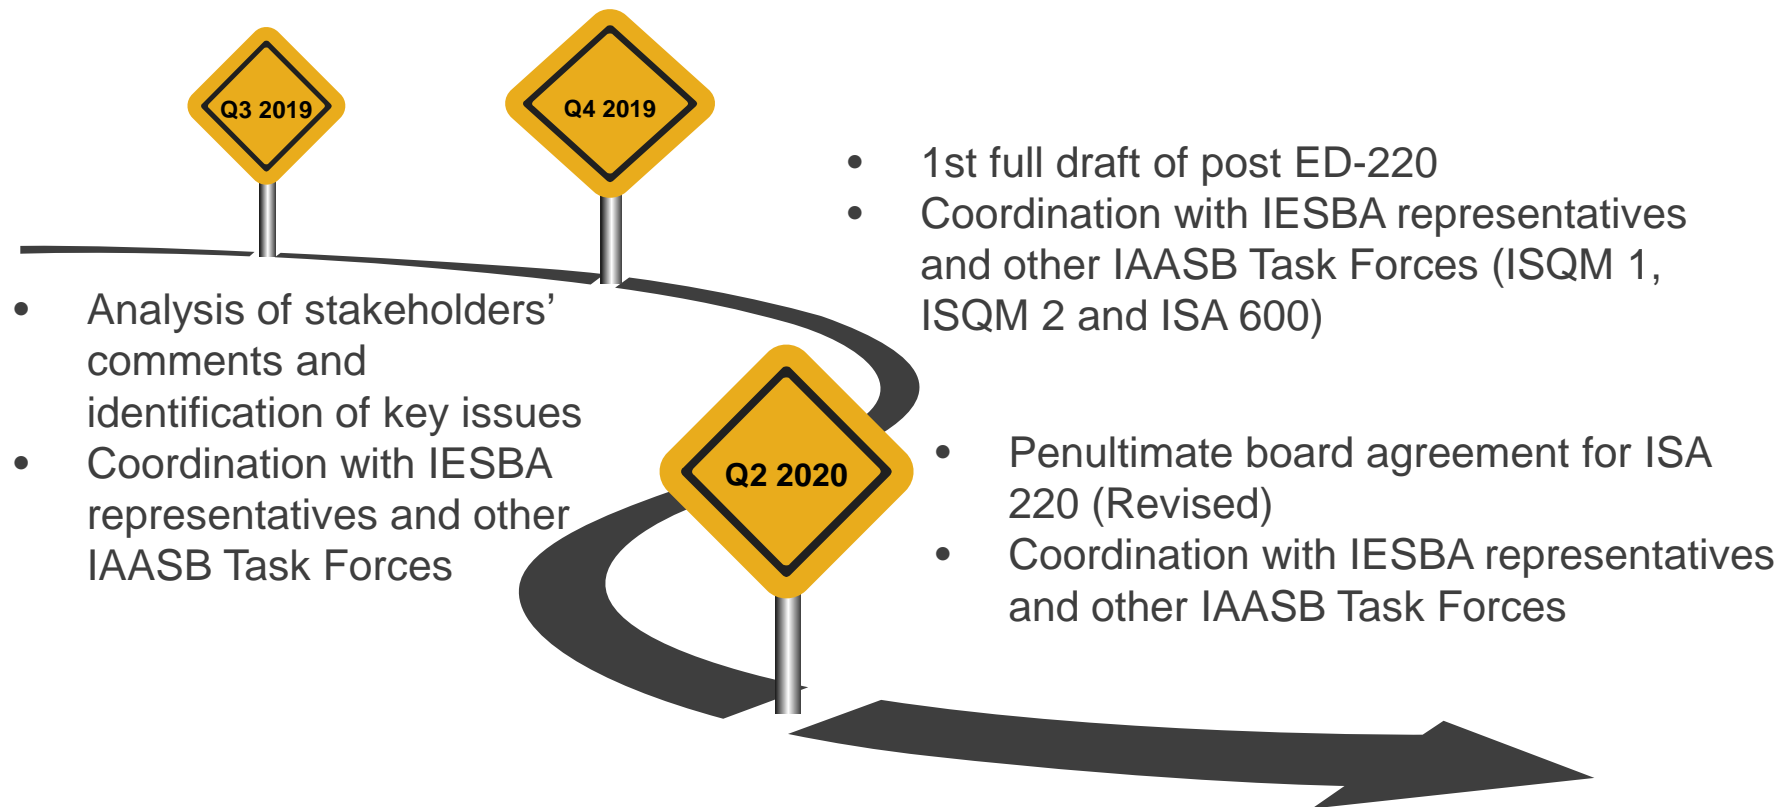 Q3 2019
Q4 2019
• Analysis of stakeholders’
comments and
identification of key issues
• Coordination with IESBA
representatives and other
IAASB Task Forces
• 1st full draft of post ED-220
• Coordination with IESBA representatives
and other IAASB Task Forces (ISQM 1,
ISQM 2 and ISA 600)
Q2 2020
• Penultimate board agreement for ISA
220 (Revised)
• Coordination with IESBA representatives
and other IAASB Task Forces